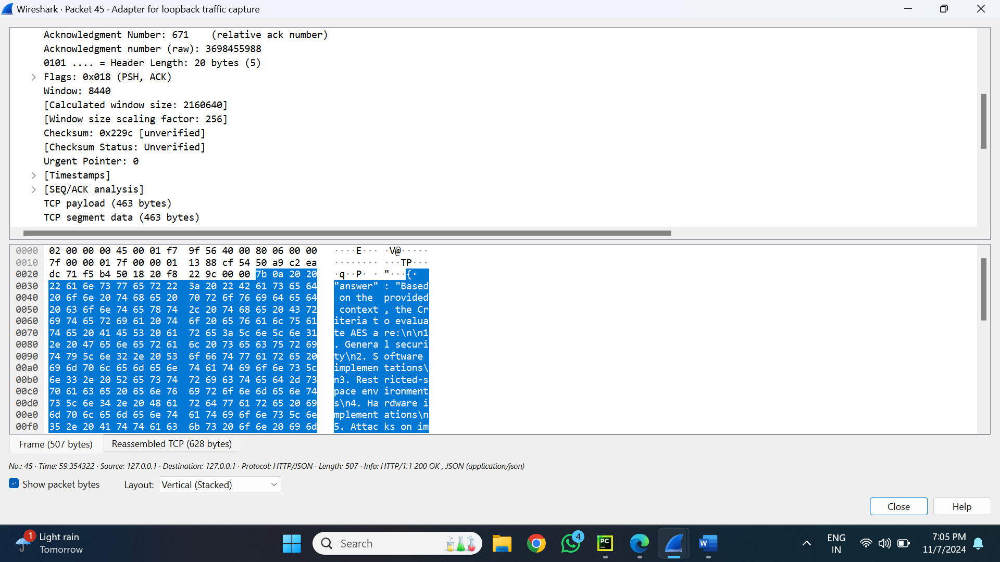 Wireshark · Packet 45 · Adapter for loopback traffic capture
Acknowledgment Number: 671    (relative ack number)
Acknowledgment number (raw): 3698455988
0101 .... = Header Length: 20 bytes (5)
Flags: 0x018 (PSH, ACK)
Window: 8440
[Calculated window size: 2160640]
[Window size scaling factor: 256]
Checksum: 0x229c [unverified]
[Checksum Status: Unverified]
Urgent Pointer: 0
[Timestamps]
[SEQ/ACK analysis]
TCP payload (463 bytes)
TCP segment data (463 bytes)
0000  02 00 00 00 45 00 01 f7  9f 56 40 00 80 06 00 00  ····E··· ·V@·····
0010  7f 00 00 01 7f 00 00 01  13 88 cf 54 50 a9 c2 ea  ········ ···TP···
0020  dc 71 f5 b4 50 18 20 f8  22 9c 00 00 7b 0a 20 20  ·q··P· · "···{·
0030  22 61 6e 73 77 65 72 22  3a 20 22 42 61 73 65 64  "answer" : "Based
0040  20 6f 6e 20 74 68 65 20  70 72 6f 76 69 64 65 64   on the  provided
0050  20 63 6f 6e 74 65 78 74  2c 20 74 68 65 20 43 72   context , the Cr
0060  69 74 65 72 69 61 20 74  6f 20 65 76 61 6c 75 61  iteria t o evalua
0070  74 65 20 41 45 53 20 61  72 65 3a 5c 6e 5c 6e 31  te AES a re:\n\n1
0080  2e 20 47 65 6e 65 72 61  6c 20 73 65 63 75 72 69  . Genera l securi
0090  74 79 5c 6e 32 2e 20 53  6f 66 74 77 61 72 65 20  ty\n2. S oftware
00a0  69 6d 70 6c 65 6d 65 6e  74 61 74 69 6f 6e 73 5c  implemen tations\
00b0  6e 33 2e 20 52 65 73 74  72 69 63 74 65 64 2d 73  n3. Rest ricted-s
00c0  70 61 63 65 20 65 6e 76  69 72 6f 6e 6d 65 6e 74  pace env ironment
00d0  73 5c 6e 34 2e 20 48 61  72 64 77 61 72 65 20 69  s\n4. Ha rdware i
00e0  6d 70 6c 65 6d 65 6e 74  61 74 69 6f 6e 73 5c 6e  mplement ations\n
00f0  35 2e 20 41 74 74 61 63  6b 73 20 6f 6e 20 69 6d  5. Attac ks on im
Frame (507 bytes)    Reassembled TCP (628 bytes)
No.: 45 · Time: 59.354322 · Source: 127.0.0.1 · Destination: 127.0.0.1 · Protocol: HTTP/JSON · Length: 507 · Info: HTTP/1.1 200 OK , JSON (application/json)
Show packet bytes    Layout: Vertical (Stacked)
Close    Help
1
Light rain
Tomorrow
Search
4
PC
W
ENG
IN
7:05 PM
11/7/2024